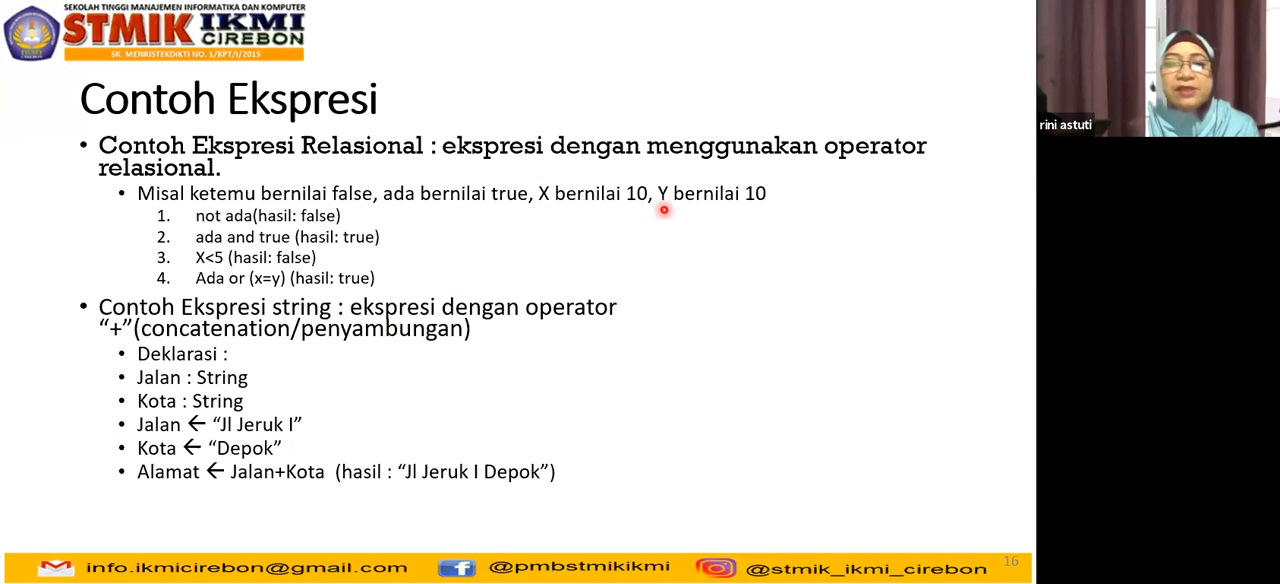 SEKOLAH TINGGI MANAJEMEN INFORMATIKA DAN KOMPUTER
STMIK IKMI
CIREBON
SK. MENRISTEKDIKTI NO. 1/KPT/I/2015
rini astuti
Contoh Ekspresi
• Contoh Ekspresi Relasional : ekspresi dengan menggunakan operator
relasional.
• Misal ketemu bernilai false, ada bernilai true, X bernilai 10, Y bernilai 10
1. not ada(hasil: false)
2. ada and true (hasil: true)
3. X<5 (hasil: false)
4. Ada or (x=y) (hasil: true)
• Contoh Ekspresi string : ekspresi dengan operator
“+”(concatenation/penyambungan)
• Deklarasi :
• Jalan : String
• Kota : String
• Jalan ← “Jl Jeruk I”
• Kota ← “Depok”
• Alamat ← Jalan+Kota (hasil : “Jl Jeruk I Depok”)
info.ikmicirebon@gmail.com @pmbstmikikmi @stmik_ikmi_cirebon
16